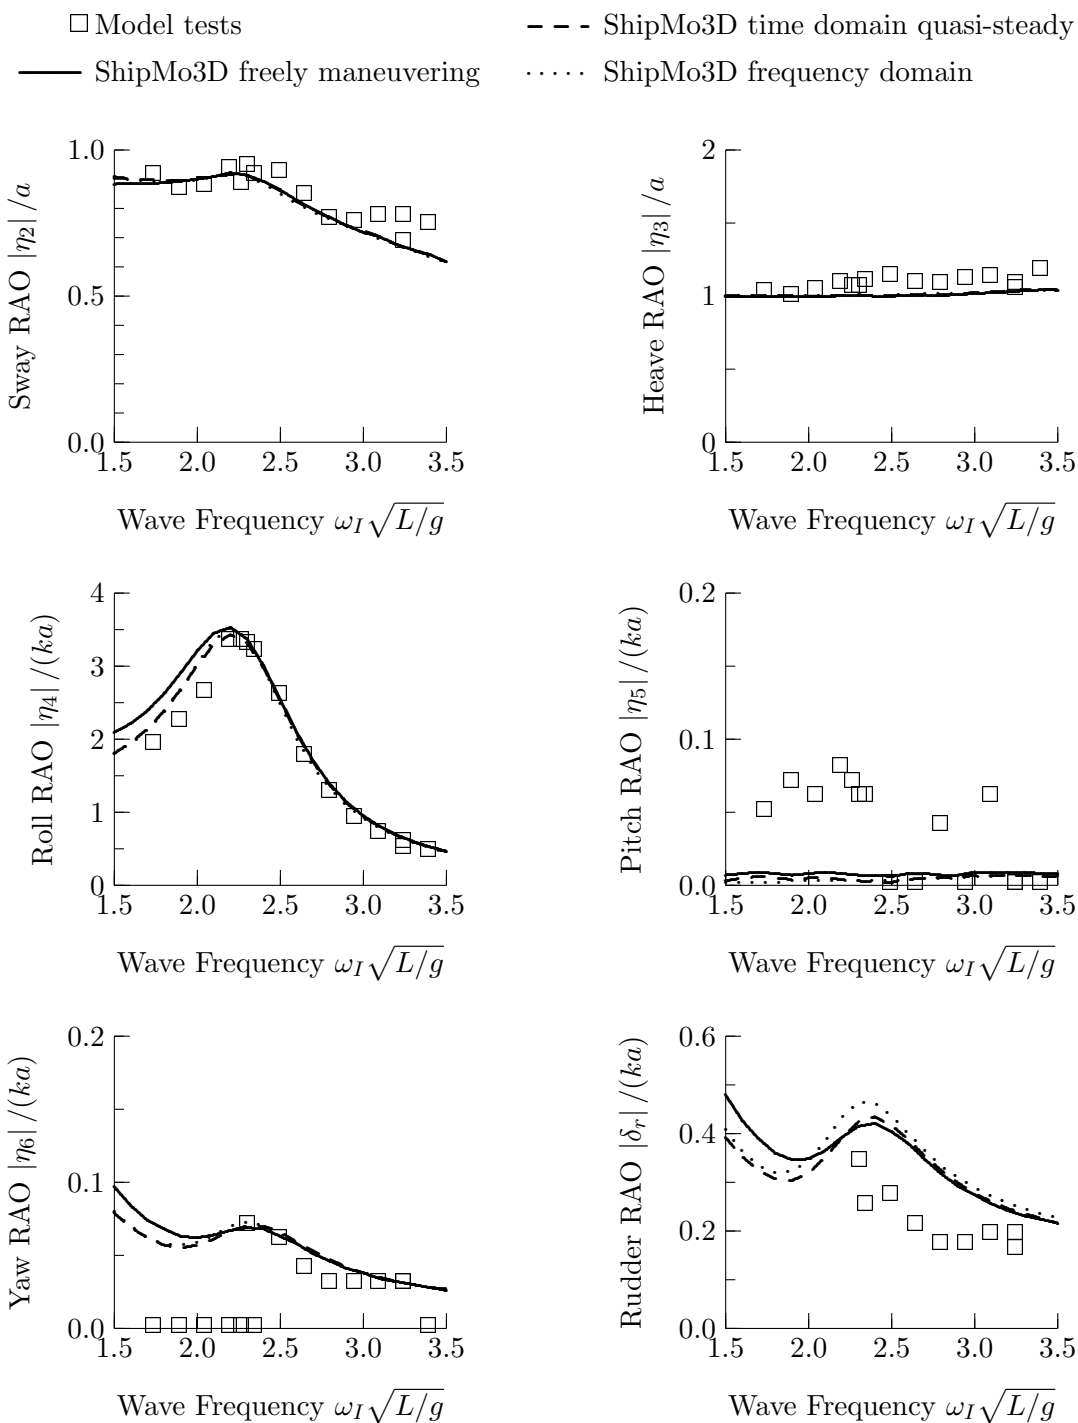 Model tests
ShipMo3D time domain quasi-steady
ShipMo3D freely maneuvering
ShipMo3D frequency domain
Sway RAO |η2| /a
1.0
0.5
0.0
1.5 2.0 2.5 3.0 3.5
Wave Frequency ωI√L/g
Heave RAO |η3| /a
2
1
0
1.5 2.0 2.5 3.0 3.5
Wave Frequency ωI√L/g
Roll RAO |η4| /(ka)
4
3
2
1
0
1.5 2.0 2.5 3.0 3.5
Wave Frequency ωI√L/g
Pitch RAO |η5| /(ka)
0.2
0.1
0.0
1.5 2.0 2.5 3.0 3.5
Wave Frequency ωI√L/g
Yaw RAO |η6| /(ka)
0.2
0.1
0.0
1.5 2.0 2.5 3.0 3.5
Wave Frequency ωI√L/g
Rudder RAO |δr| /(ka)
0.6
0.4
0.2
0.0
1.5 2.0 2.5 3.0 3.5
Wave Frequency ωI√L/g